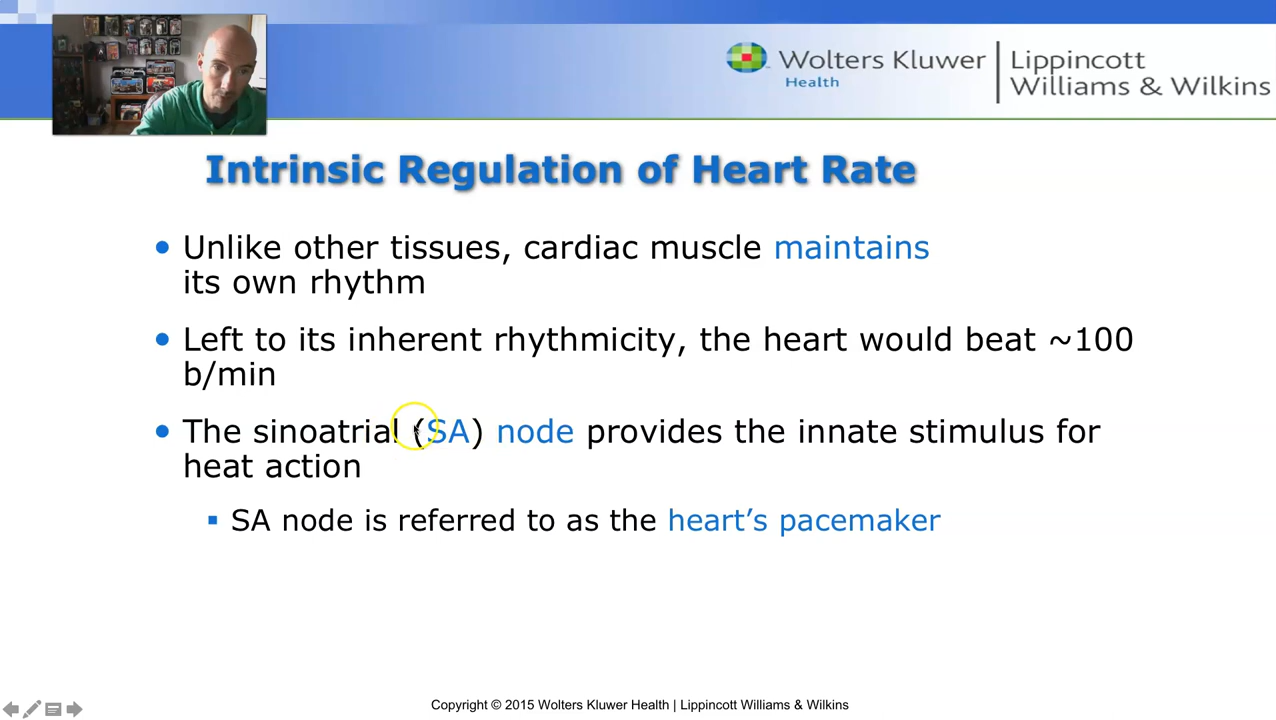 Wolters Kluwer
Health
Lippincott
Williams & Wilkins
Intrinsic Regulation of Heart Rate
• Unlike other tissues, cardiac muscle maintains
its own rhythm
• Left to its inherent rhythmicity, the heart would beat ~100
b/min
• The sinoatrial (SA) node provides the innate stimulus for
heat action
▪ SA node is referred to as the heart’s pacemaker
Copyright © 2015 Wolters Kluwer Health | Lippincott Williams & Wilkins